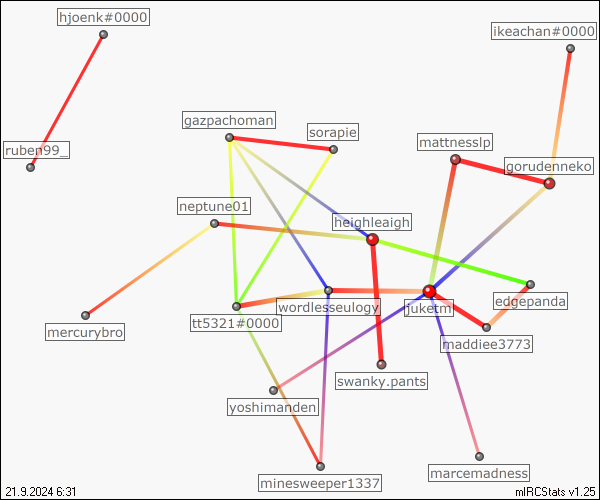 hjoenk#0000
ikeachan#0000
gazpachoman
sorapie
mattnesslp
ruben99_
gorudenneko
neptune01
heighleaigh
edgepanda
wordlesseulogy
juketm
tt5321#0000
mercurybro
maddiee3773
swanky.pants
yoshimanden
marcemadness
minesweeper1337
21.9.2024 6:31
mIRCStats v1.25